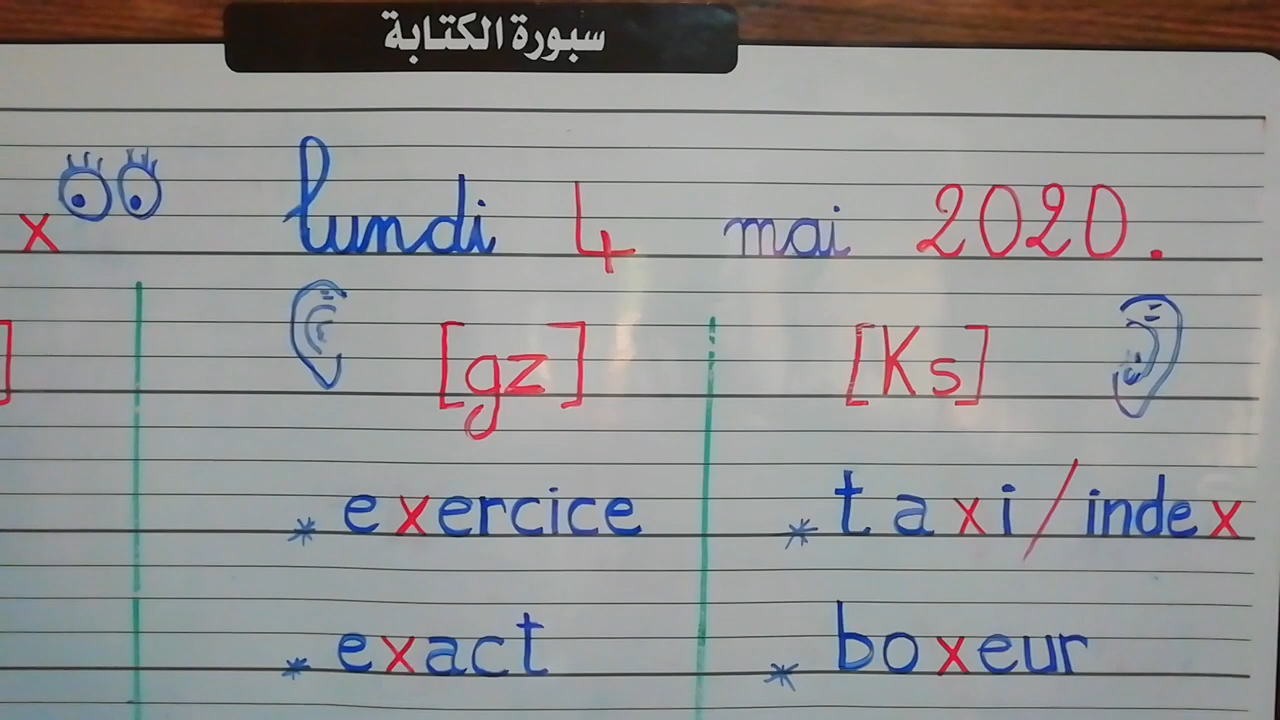 سبورة الكتابة
x lundi 4 mai 2020.
] [gz] [Ks]
* exercice * taxi/index
* exact * boxeur